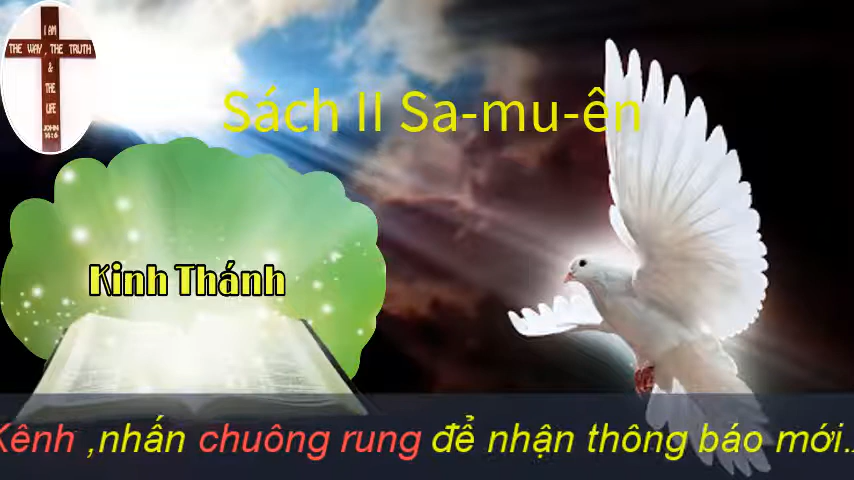 I AM
THE WAY, THE TRUTH
&
THE
LIFE
JOHN
14:6
Sách II Sa-mu-ên
Kinh Thánh
Kênh ,nhấn chuông rung để nhận thông báo mới..